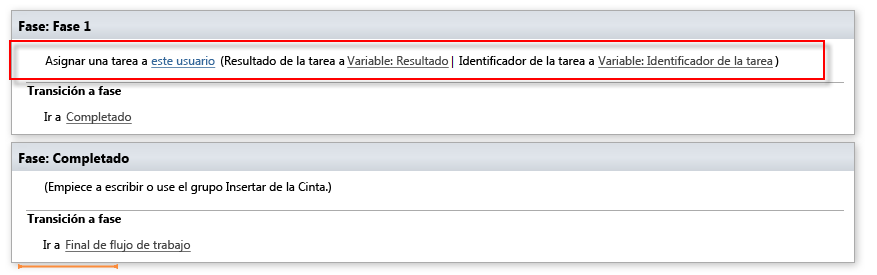 Fase: Fase 1
Asignar una tarea a este usuario (Resultado de la tarea a Variable: Resultado | Identificador de la tarea a Variable: Identificador de la tarea )
Transición a fase
Ir a Completado
Fase: Completado
(Empiece a escribir o use el grupo Insertar de la Cinta.)
Transición a fase
Ir a Final de flujo de trabajo